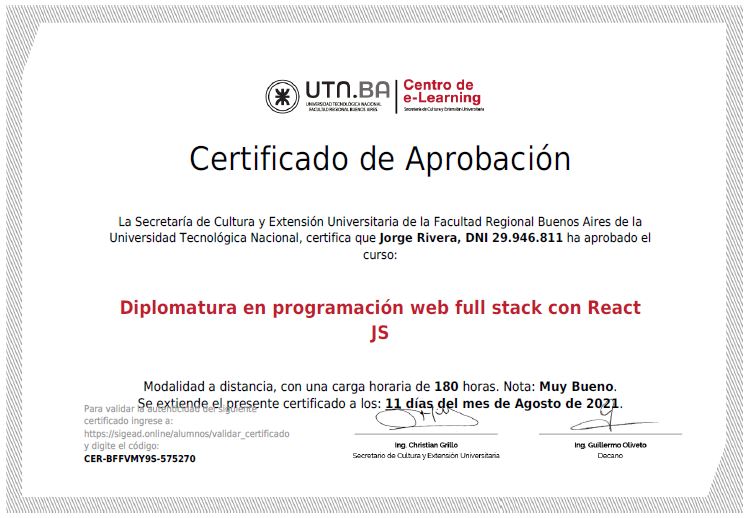 UTN.BA
UNIVERSIDAD TECNOLÓGICA NACIONAL
FACULTAD REGIONAL BUENOS AIRES
Centro de
e-Learning
Secretaría de Cultura y Extensión Universitaria
Certificado de Aprobación
La Secretaría de Cultura y Extensión Universitaria de la Facultad Regional Buenos Aires de la
Universidad Tecnológica Nacional, certifica que Jorge Rivera, DNI 29.946.811 ha aprobado el
curso:
Diplomatura en programación web full stack con React
JS
Modalidad a distancia, con una carga horaria de 180 horas. Nota: Muy Bueno.
Se extiende el presente certificado a los: 11 días del mes de Agosto de 2021.
Para validar la autenticidad del siguiente
certificado ingrese a:
https://sigead.online/alumnos/validar_certificado
y digite el código:
CER-BFFVMY9S-575270
Ing. Christian Grillo
Secretario de Cultura y Extensión Universitaria
Ing. Guillermo Oliveto
Decano